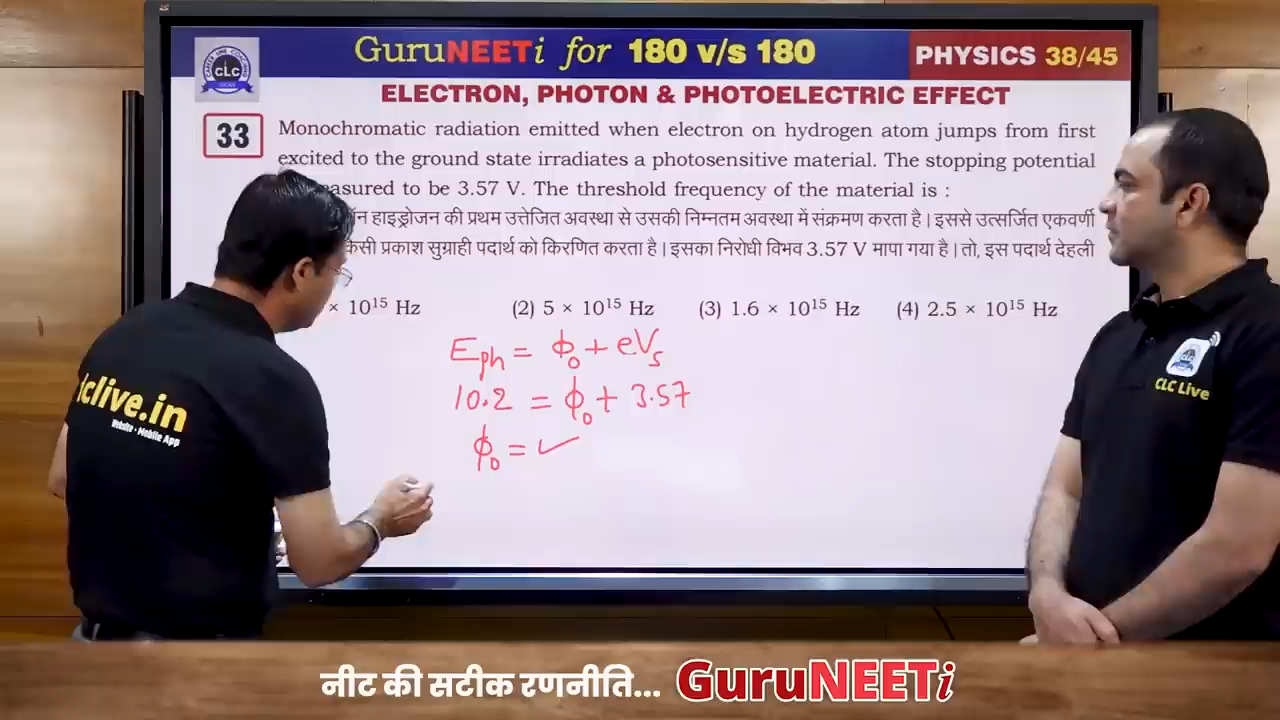 GuruNEETi for 180 v/s 180
PHYSICS 38/45
CLC
ELECTRON, PHOTON & PHOTOELECTRIC EFFECT
33
Monochromatic radiation emitted when electron on hydrogen atom jumps from first
excited to the ground state irradiates a photosensitive material. The stopping potential
3.57 V. The threshold frequency of the material is :
हाइड्रोजन की प्रथम उत्तेजित अवस्था से उसकी निम्नतम अवस्था में संक्रमण करता है। इससे उत्सर्जित एकवर्णी
किसी प्रकाश सुग्राही पदार्थ को किरणित करता है। इसका निरोधी विभव 3.57 V मापा गया है। तो, इस पदार्थ देहली
× 10¹⁵ Hz (2) 5 × 10¹⁵ Hz (3) 1.6 × 10¹⁵ Hz (4) 2.5 × 10¹⁵ Hz
E_ph = ϕ₀ + eVₛ
10.2 = ϕ₀ + 3.57
ϕ₀ = ✓
clive.in
Website • Mobile App
CLC
CLC Live
नीट की सटीक रणनीति... GuruNEETi